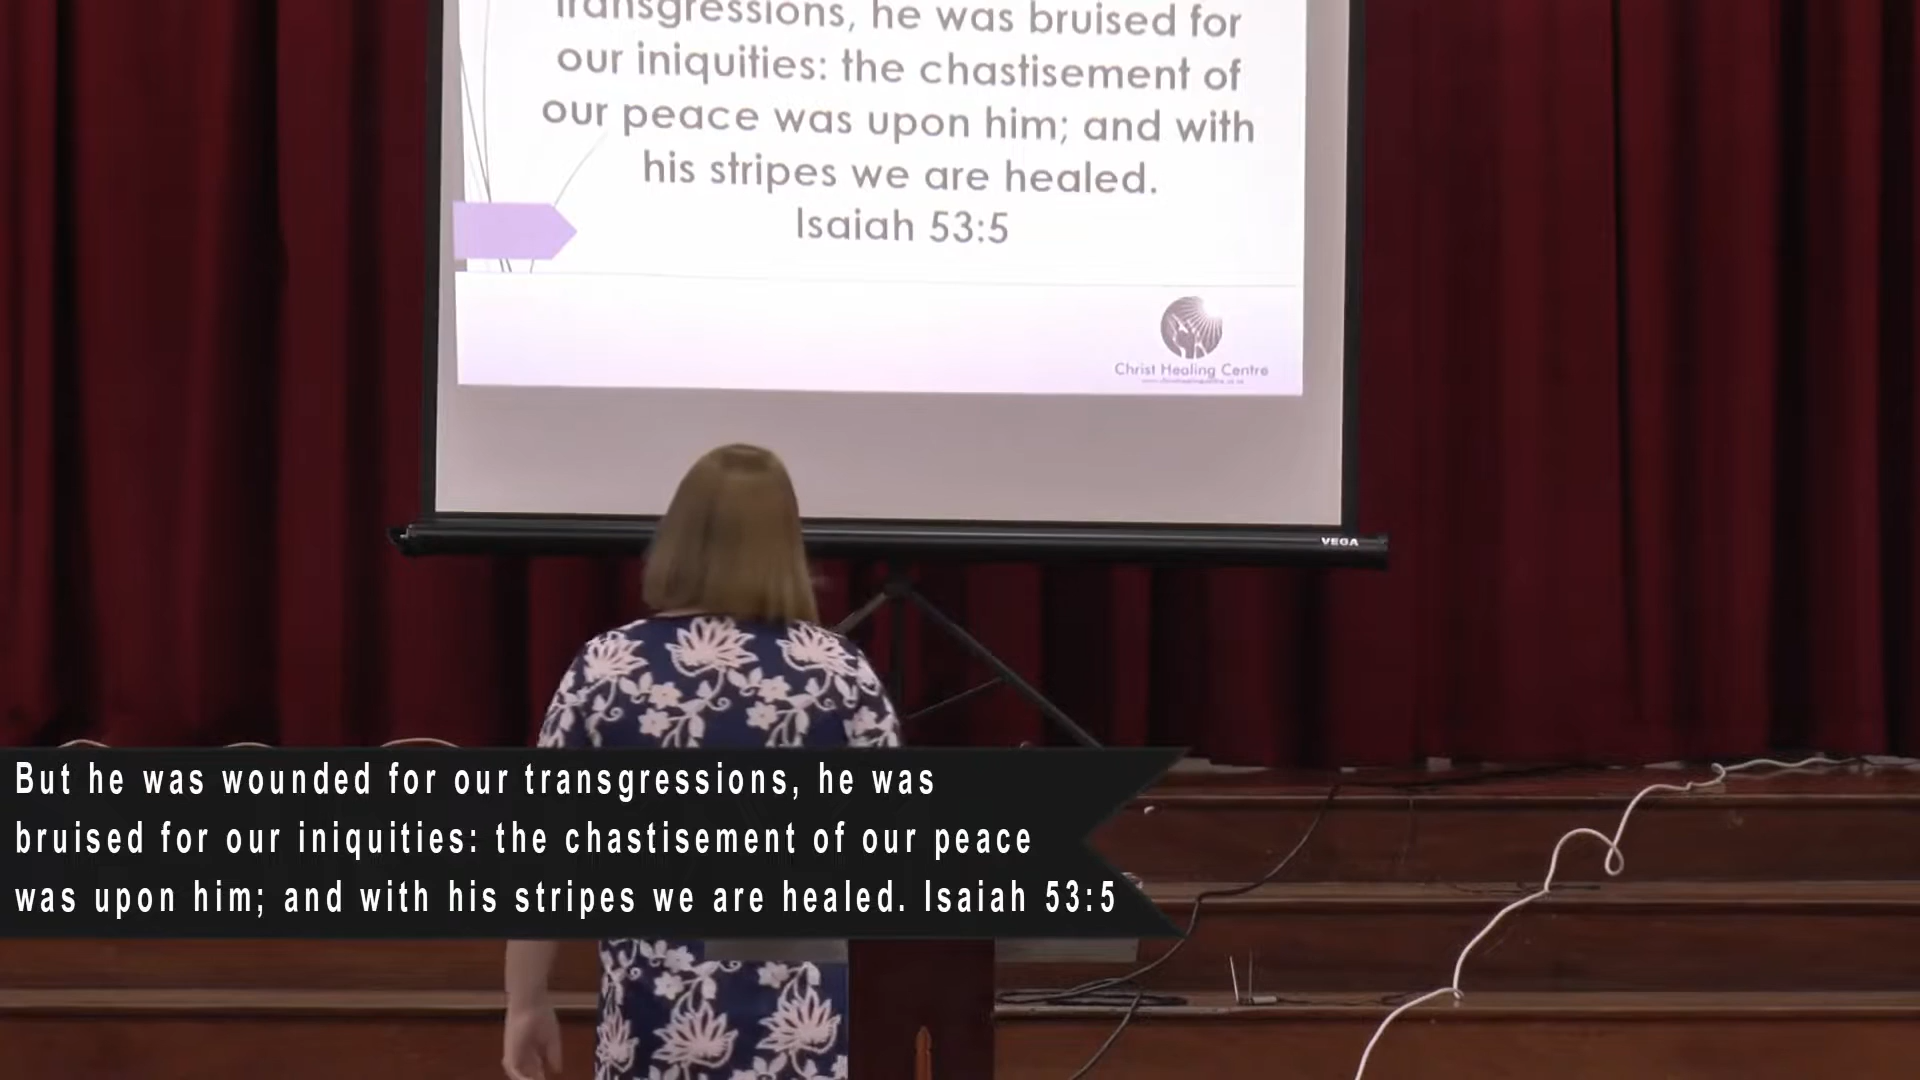 transgressions, he was bruised for
our iniquities: the chastisement of
our peace was upon him; and with
his stripes we are healed.
Isaiah 53:5
Christ Healing Centre
VEGA
But he was wounded for our transgressions, he was
bruised for our iniquities: the chastisement of our peace
was upon him; and with his stripes we are healed. Isaiah 53:5